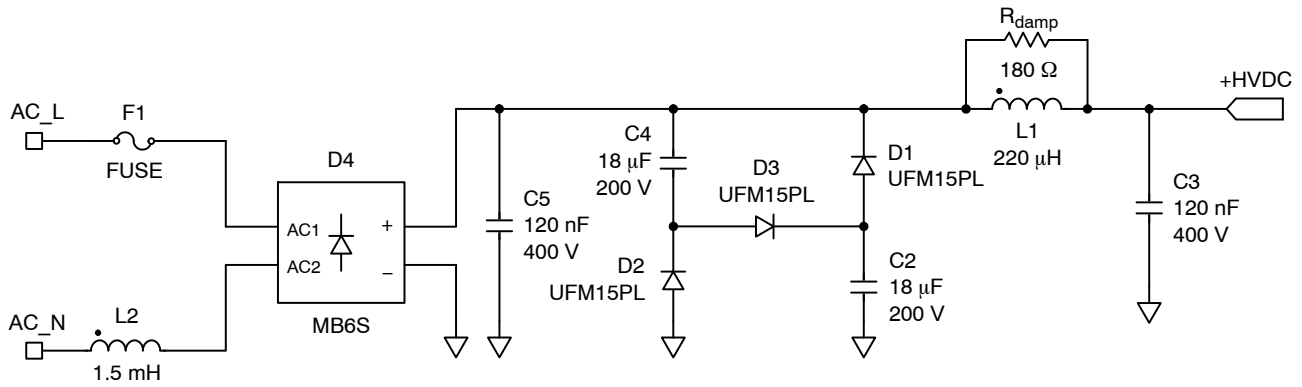 R_damp
180 Ω
+HVDC
AC_L
F1
FUSE
L1
220 μH
C4
18 μF
200 V
D1
UFM15PL
D3
UFM15PL
D4
C5
120 nF
400 V
C3
120 nF
400 V
AC1
+
AC2
−
D2
UFM15PL
C2
18 μF
200 V
AC_N
L2
MB6S
1.5 mH